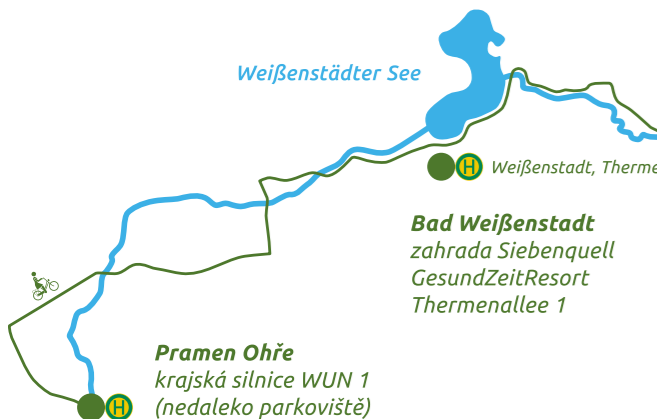 Weißenstädter See
H Weißenstadt, Therme
Bad Weißenstadt
zahrada Siebenquell
GesundZeitResort
Thermenallee 1
Pramen Ohře
krajská silnice WUN 1
(nedaleko parkoviště)
H